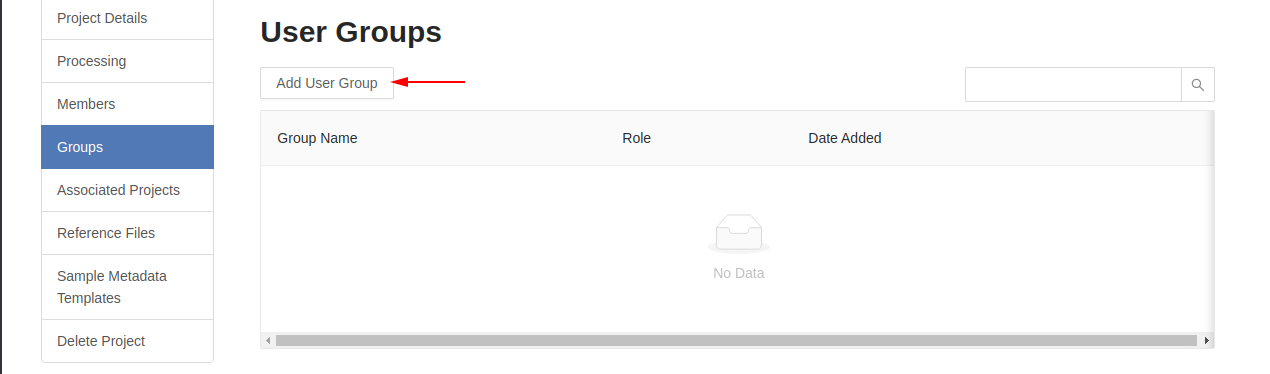 Project Details
Processing
Members
Groups
Associated Projects
Reference Files
Sample Metadata
Templates
Delete Project
User Groups
Add User Group
Group Name Role Date Added
No Data